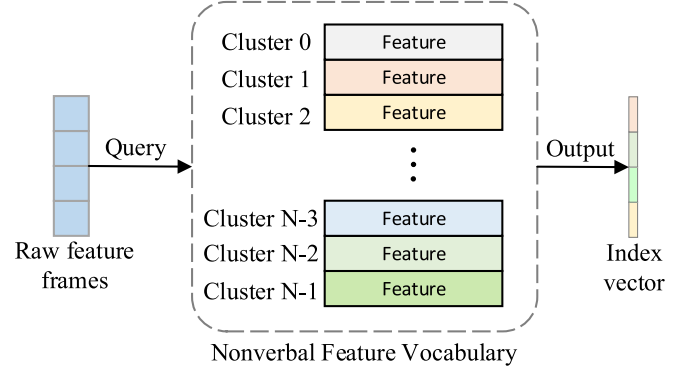 Cluster 0 Feature
Cluster 1 Feature
Cluster 2 Feature
Query
Output
Cluster N-3 Feature
Cluster N-2 Feature
Cluster N-1 Feature
Raw feature
frames
Index
vector
Nonverbal Feature Vocabulary